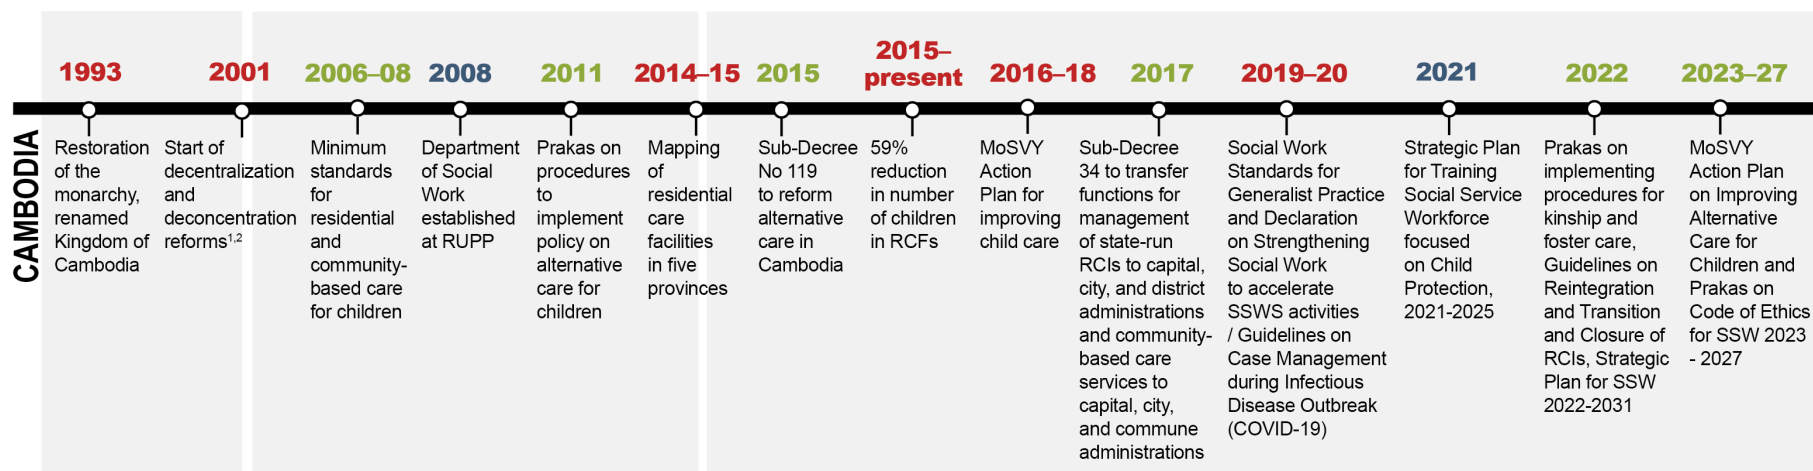 CAMBODIA
1993
Restoration
of the
monarchy,
renamed
Kingdom of
Cambodia
2001
Start of
decentralization
and
deconcentration
reforms1,2
2006–08
Minimum
standards
for
residential
and
community-
based care
for children
2008
Department
of Social
Work
established
at RUPP
2011
Prakas on
procedures
to
implement
policy on
alternative
care for
children
2014–15
Mapping
of
residential
care
facilities
in five
provinces
2015
Sub-Decree
No 119
to reform
alternative
care in
Cambodia
2015–
present
59%
reduction
in number
of children
in RCFs
2016–18
MoSVY
Action
Plan for
improving
child care
2017
Sub-Decree
34 to transfer
functions for
management
of state-run
RCIs to capital,
city, and district
administrations
and community-
based care
services to
capital, city,
and commune
administrations
2019–20
Social Work
Standards for
Generalist Practice
and Declaration
on Strengthening
Social Work
to accelerate
SSWS activities
/ Guidelines on
Case Management
during Infectious
Disease Outbreak
(COVID-19)
2021
Strategic Plan
for Training
Social Service
Workforce
focused
on Child
Protection,
2021-2025
2022
Prakas on
implementing
procedures for
kinship and
foster care,
Guidelines on
Reintegration
and Transition
and Closure of
RCIs, Strategic
Plan for SSW
2022-2031
2023–27
MoSVY
Action Plan
on Improving
Alternative
Care for
Children and
Prakas on
Code of Ethics
for SSW 2023
- 2027